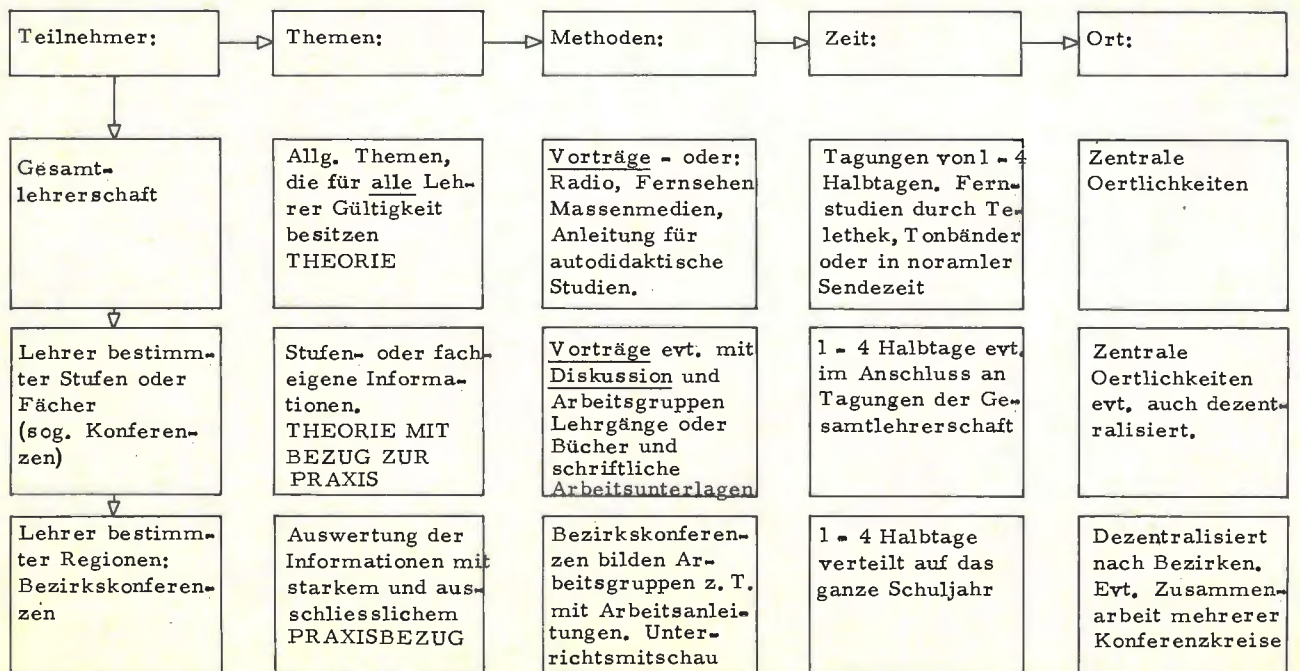 Teilnehmer:
Themen:
Methoden:
Zeit:
Ort:
Gesamt-
lehrerschaft
Allg. Themen,
die für alle Leh-
rer Gültigkeit
besitzen
THEORIE
Vorträge - oder:
Radio, Fernsehen
Massenmedien,
Anleitung für
autodidaktische
Studien.
Tagungen von 1 - 4
Halbtagen. Fern-
studien durch Te-
lethek, Tonbänder
oder in noramler
Sendezeit
Zentrale
Oertlichkeiten
Lehrer bestimm-
ter Stufen oder
Fächer
(sog. Konferen-
zen)
Stufen- oder fach-
eigene Informa-
tionen.
THEORIE MIT
BEZUG ZUR
PRAXIS
Vorträge evt. mit
Diskussion und
Arbeitsgruppen
Lehrgänge oder
Bücher und
schriftliche
Arbeitsunterlagen
1 - 4 Halbtage evt.
im Anschluss an
Tagungen der Ge-
samtlehrerschaft
Zentrale
Oertlichkeiten
evt. auch dezent-
ralisiert.
Lehrer bestimm-
ter Regionen:
Bezirkskonferen-
zen
Auswertung der
Informationen mit
starkem und aus-
schliesslichem
PRAXISBEZUG
Bezirkskonferen-
zen bilden Ar-
beitsgruppen z. T.
mit Arbeitsanlei-
tungen. Unter-
richtsmitschau
1 - 4 Halbtage
verteilt auf das
ganze Schuljahr
Dezentralisiert
nach Bezirken.
Evt. Zusammen-
arbeit mehrerer
Konferenzkreise